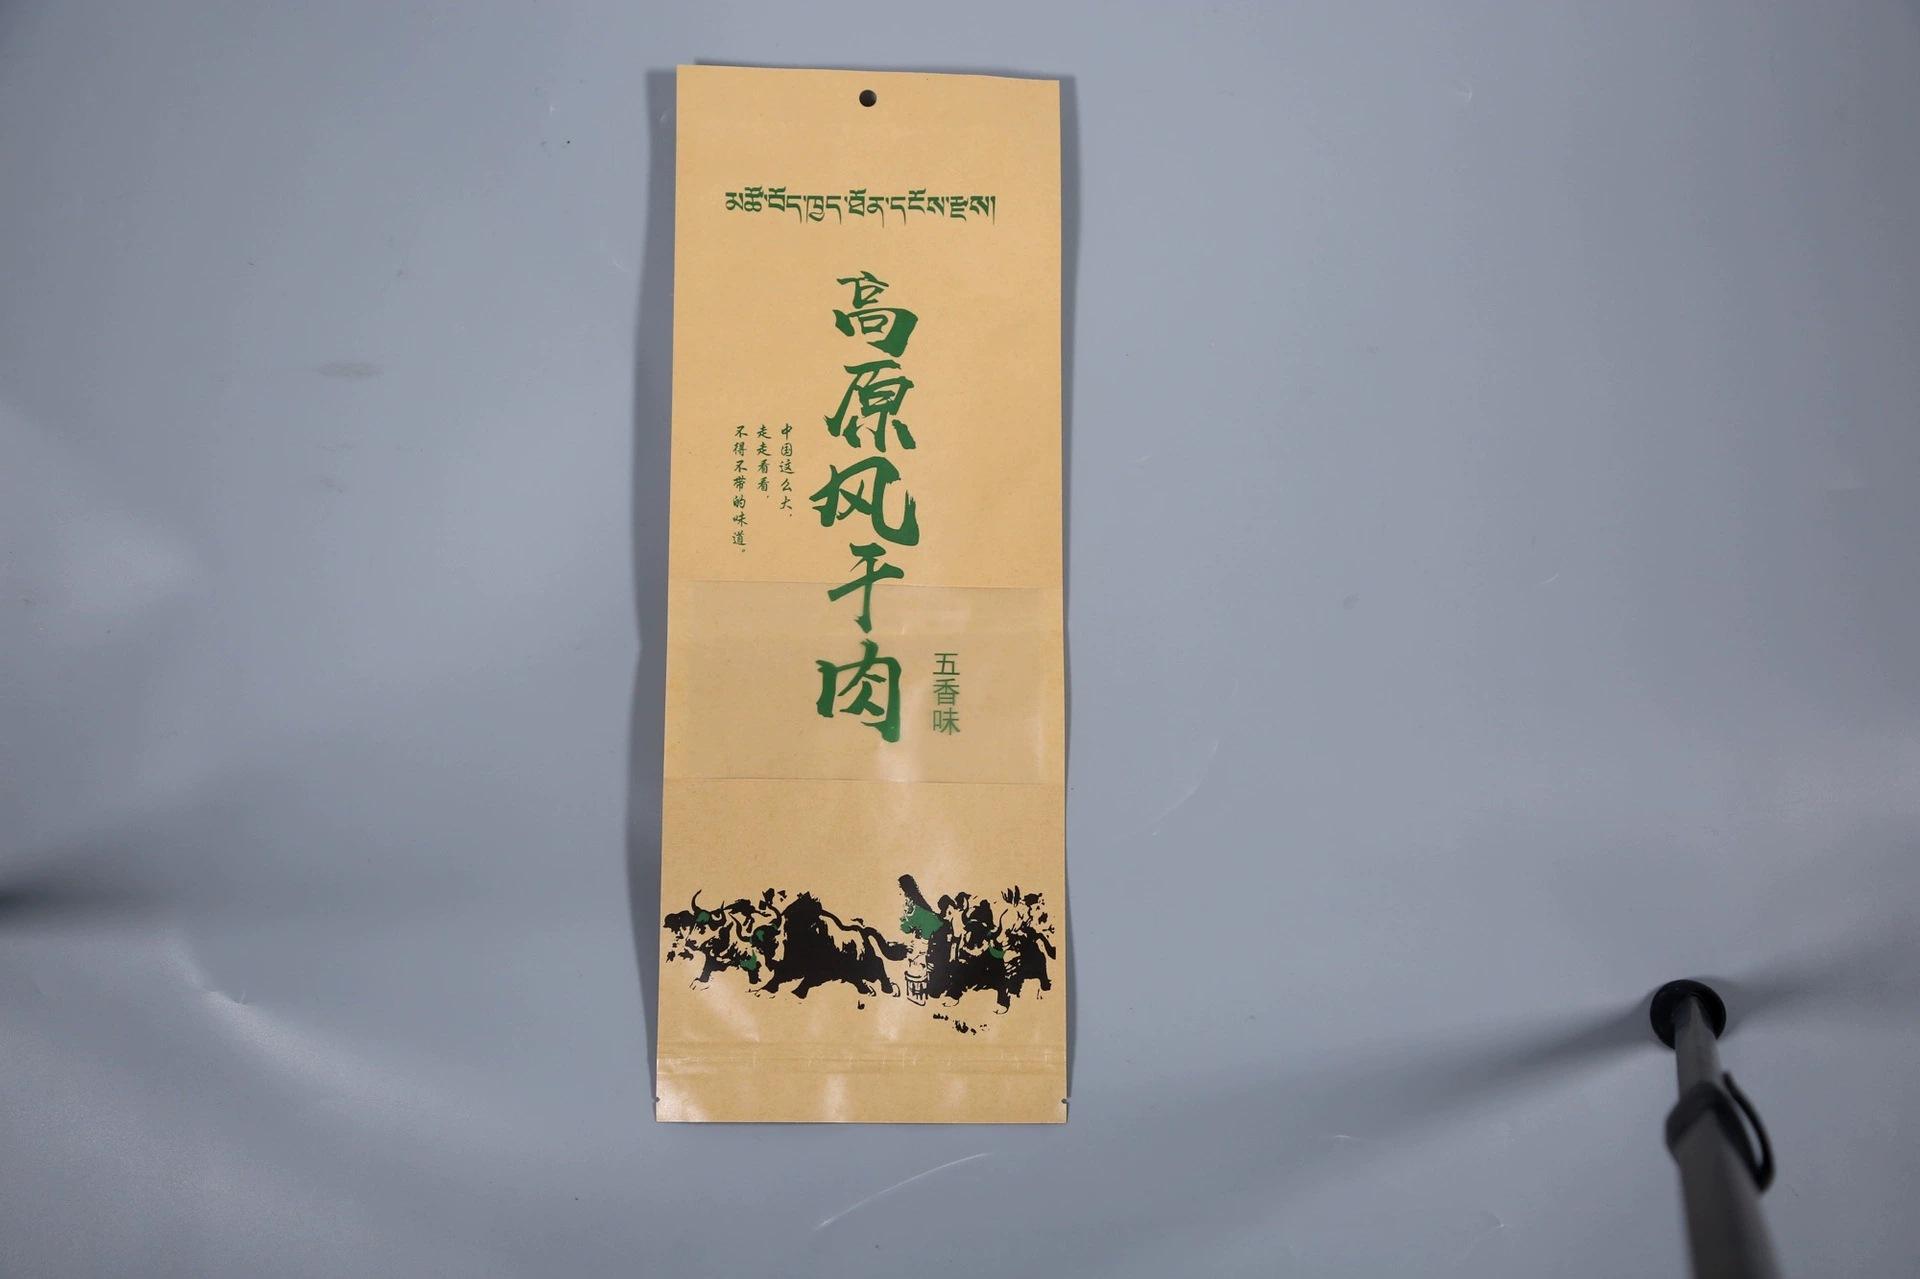 མཚོ་བོད་ཁྱད་ཐོན་དངོས་རྫས།
高原风干肉
中国这么大，
走走看看，
不得不带的味道。
五香味